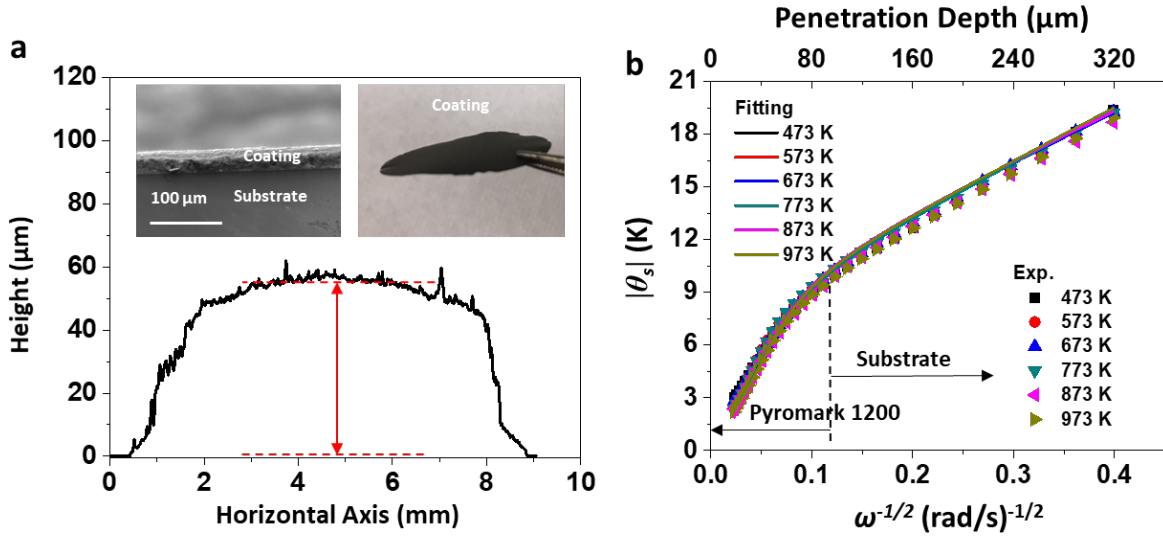 a
120
100
80
60
40
20
0
Height (μm)
Coating
Substrate
100 μm
Coating
0
2
4
6
8
10
Horizontal Axis (mm)
b
Penetration Depth (μm)
0
80
160
240
320
21
18
15
12
9
6
3
0
|θs| (K)
Fitting
473 K
573 K
673 K
773 K
873 K
973 K
Exp.
473 K
573 K
673 K
773 K
873 K
973 K
Substrate
Pyromark 1200
0.0
0.1
0.2
0.3
0.4
ω-1/2 (rad/s)-1/2